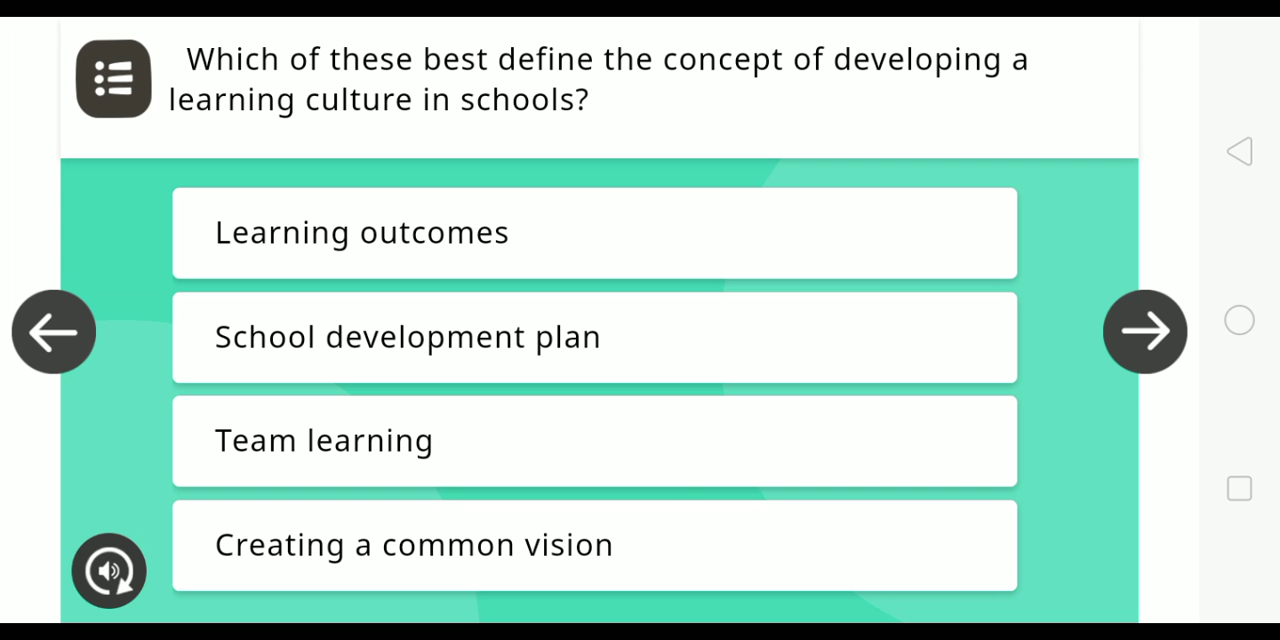 Which of these best define the concept of developing a
learning culture in schools?
Learning outcomes
School development plan
Team learning
Creating a common vision